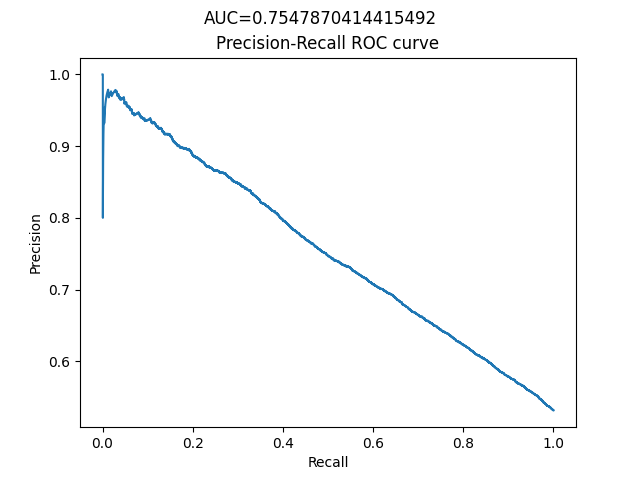 AUC=0.7547870414415492
Precision-Recall ROC curve
1.0
0.9
0.8
0.7
0.6
Precision
0.0 0.2 0.4 0.6 0.8 1.0
Recall